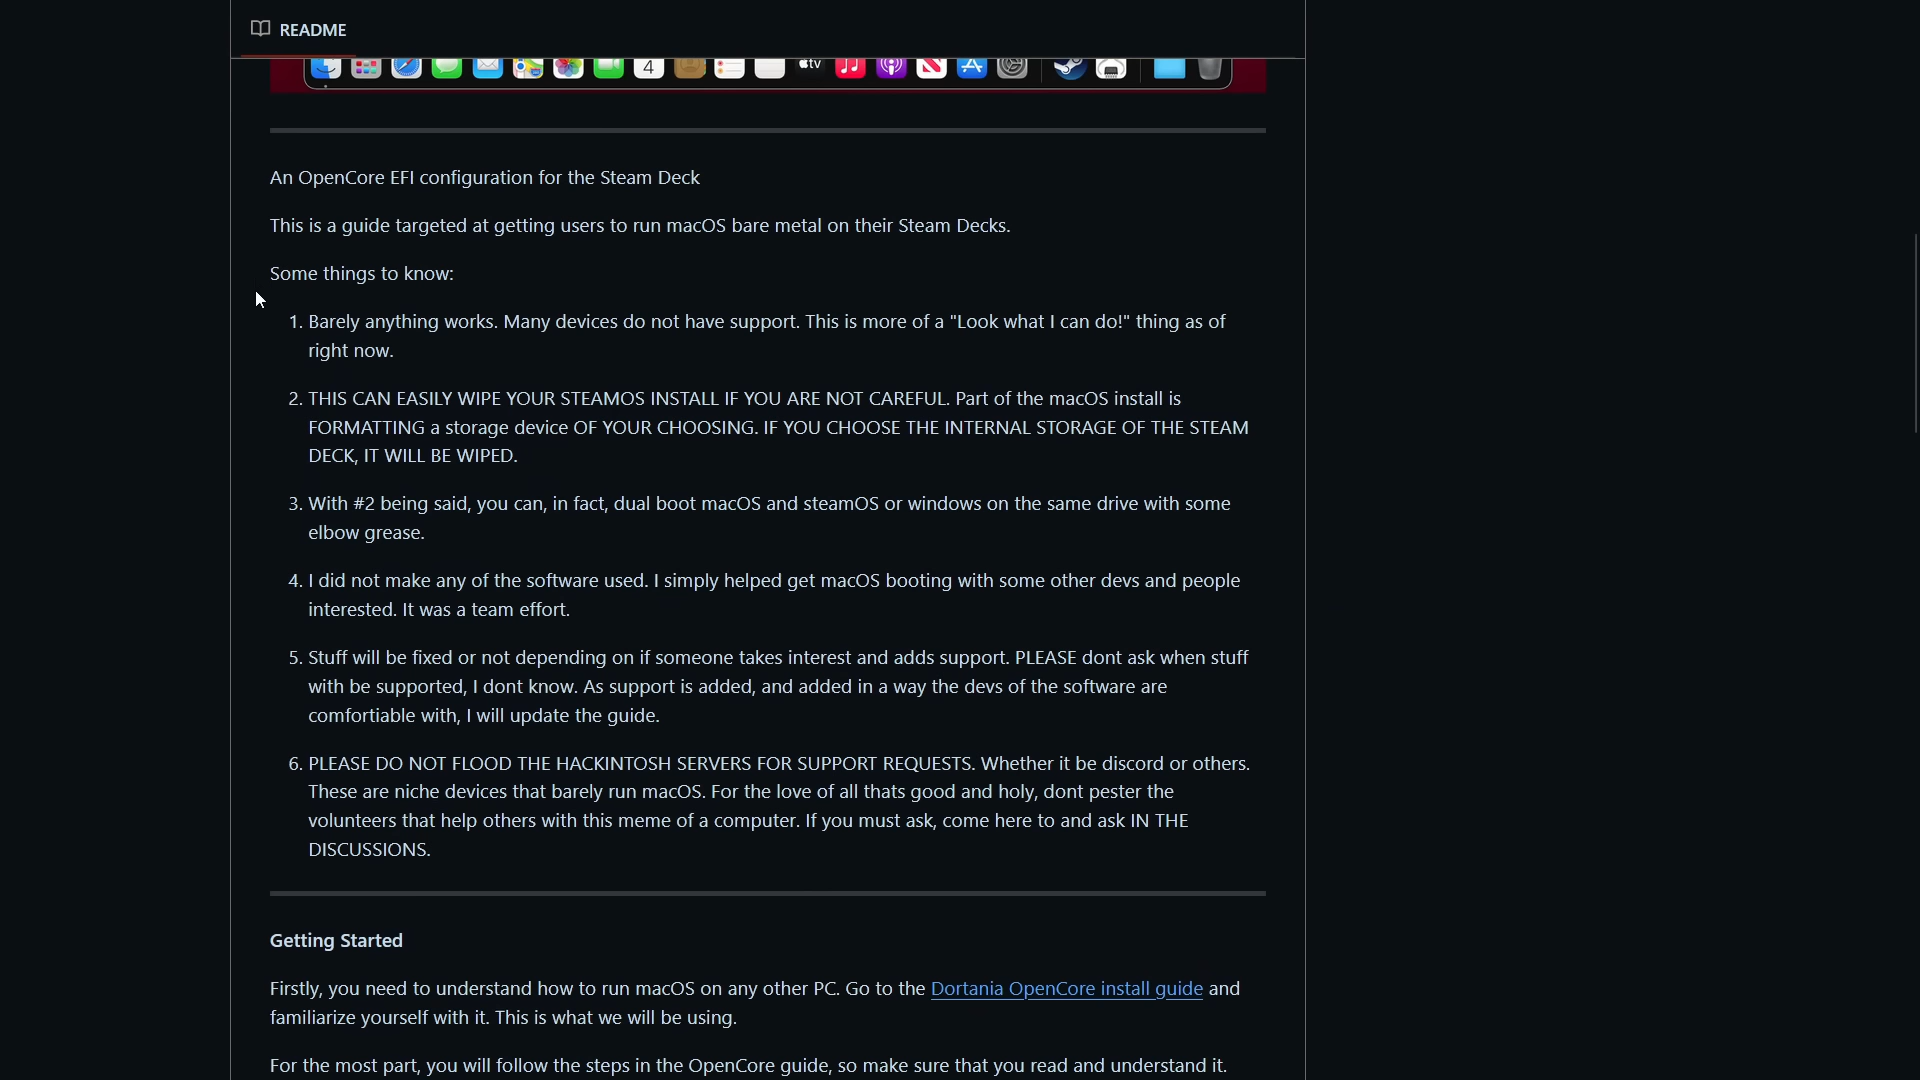 README
4
tv
An OpenCore EFI configuration for the Steam Deck
This is a guide targeted at getting users to run macOS bare metal on their Steam Decks.
Some things to know:
1. Barely anything works. Many devices do not have support. This is more of a "Look what I can do!" thing as of
right now.
2. THIS CAN EASILY WIPE YOUR STEAMOS INSTALL IF YOU ARE NOT CAREFUL. Part of the macOS install is
FORMATTING a storage device OF YOUR CHOOSING. IF YOU CHOOSE THE INTERNAL STORAGE OF THE STEAM
DECK, IT WILL BE WIPED.
3. With #2 being said, you can, in fact, dual boot macOS and steamOS or windows on the same drive with some
elbow grease.
4. I did not make any of the software used. I simply helped get macOS booting with some other devs and people
interested. It was a team effort.
5. Stuff will be fixed or not depending on if someone takes interest and adds support. PLEASE dont ask when stuff
with be supported, I dont know. As support is added, and added in a way the devs of the software are
comfortiable with, I will update the guide.
6. PLEASE DO NOT FLOOD THE HACKINTOSH SERVERS FOR SUPPORT REQUESTS. Whether it be discord or others.
These are niche devices that barely run macOS. For the love of all thats good and holy, dont pester the
volunteers that help others with this meme of a computer. If you must ask, come here to and ask IN THE
DISCUSSIONS.
Getting Started
Firstly, you need to understand how to run macOS on any other PC. Go to the Dortania OpenCore install guide and
familiarize yourself with it. This is what we will be using.
For the most part, you will follow the steps in the OpenCore guide, so make sure that you read and understand it.